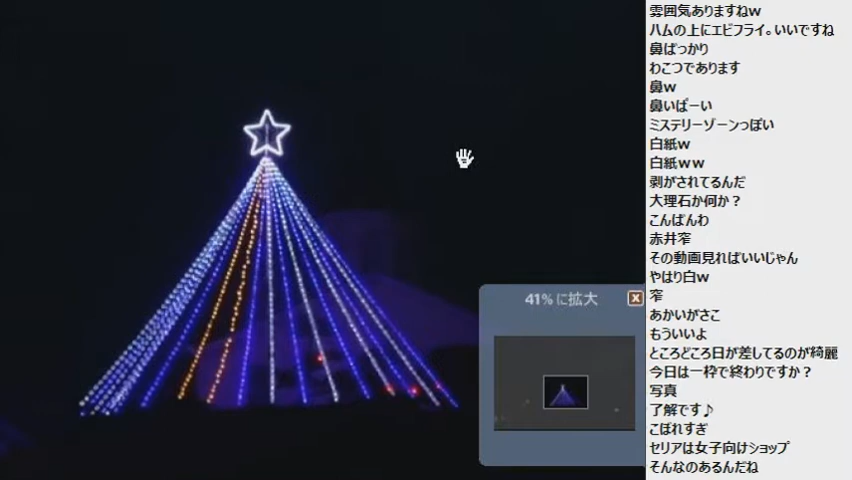 41%に拡大
雰囲気ありますねw
ハムの上にエビフライ。いいですね
鼻ばっかり
わこつであります
鼻w
鼻いぱーい
ミステリーゾーンっぽい
白紙w
白紙ww
剥がされてるんだ
大理石か何か？
こんばんわ
赤井窄
その動画見ればいいじゃん
やはり白w
窄
あかいがさこ
もういいよ
ところどころ日が差してるのが綺麗
今日は一枠で終わりですか？
写真
了解です♪
こぼれすぎ
セリアは女子向けショップ
そんなのあるんだね